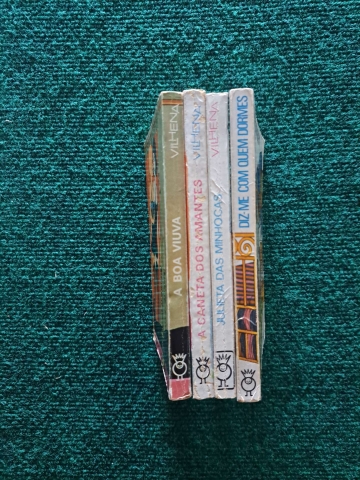 A BOA VIUVA VILHENA
A CANETA DOS AMANTES VILHENA
JULIETA DAS MINHOCAS VILHENA
DIZ-ME COM QUEM DORMES